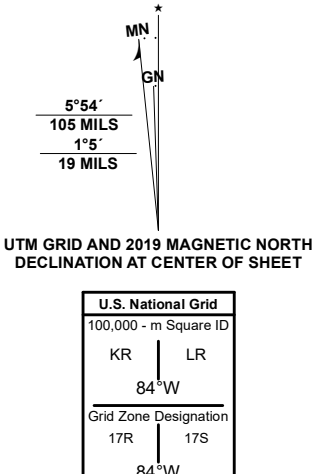 ★
MN
GN
5°54´
105 MILS
1°5´
19 MILS
UTM GRID AND 2019 MAGNETIC NORTH
DECLINATION AT CENTER OF SHEET
U.S. National Grid
100,000 - m Square ID
KR LR
84°W
Grid Zone Designation
17R 17S
84°W